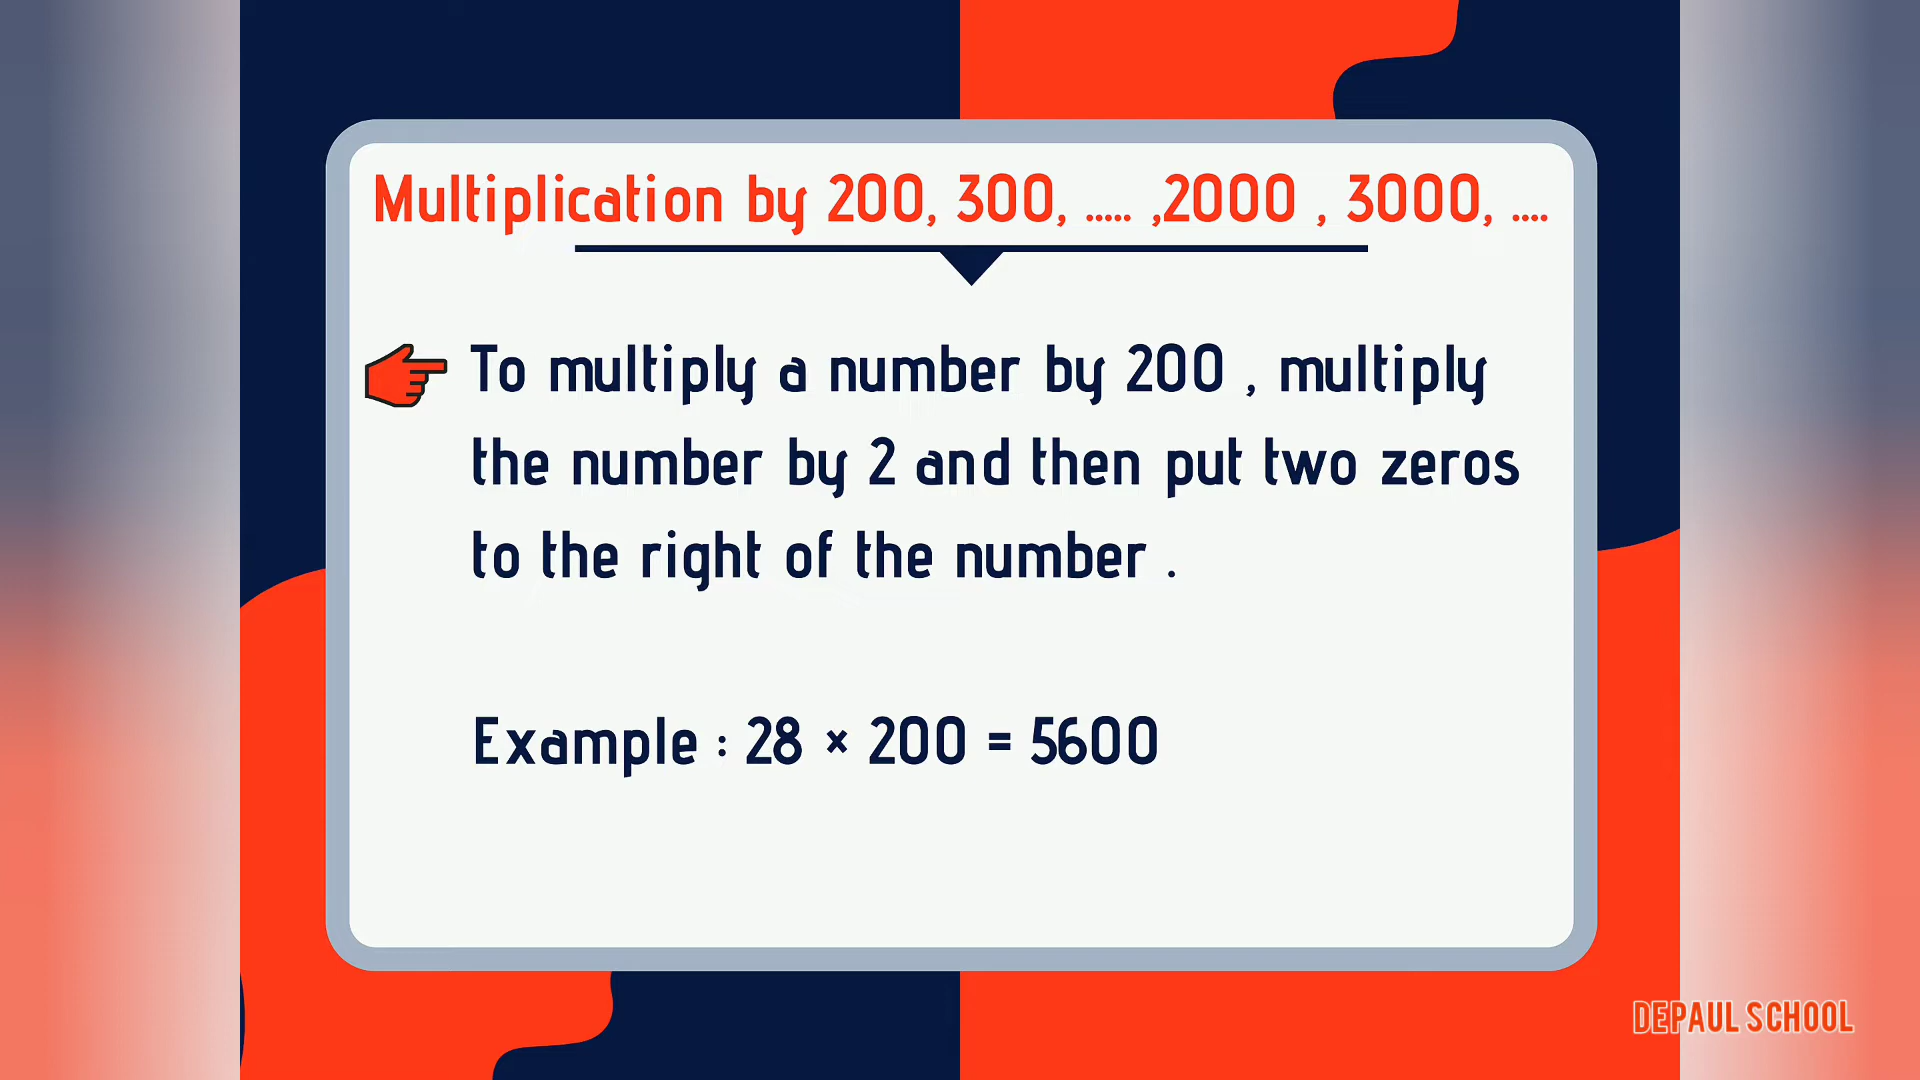 Multiplication by 200, 300, ..... ,2000 , 3000, ....
To multiply a number by 200 , multiply
the number by 2 and then put two zeros
to the right of the number .
Example : 28 × 200 = 5600
DEPAUL SCHOOL